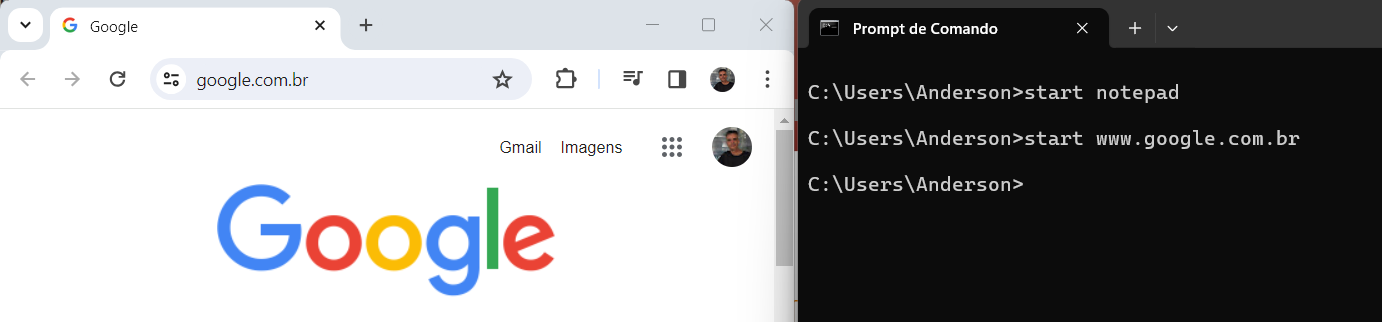 Google
google.com.br
Gmail Imagens
Google
Prompt de Comando
C:\Users\Anderson>start notepad
C:\Users\Anderson>start www.google.com.br
C:\Users\Anderson>